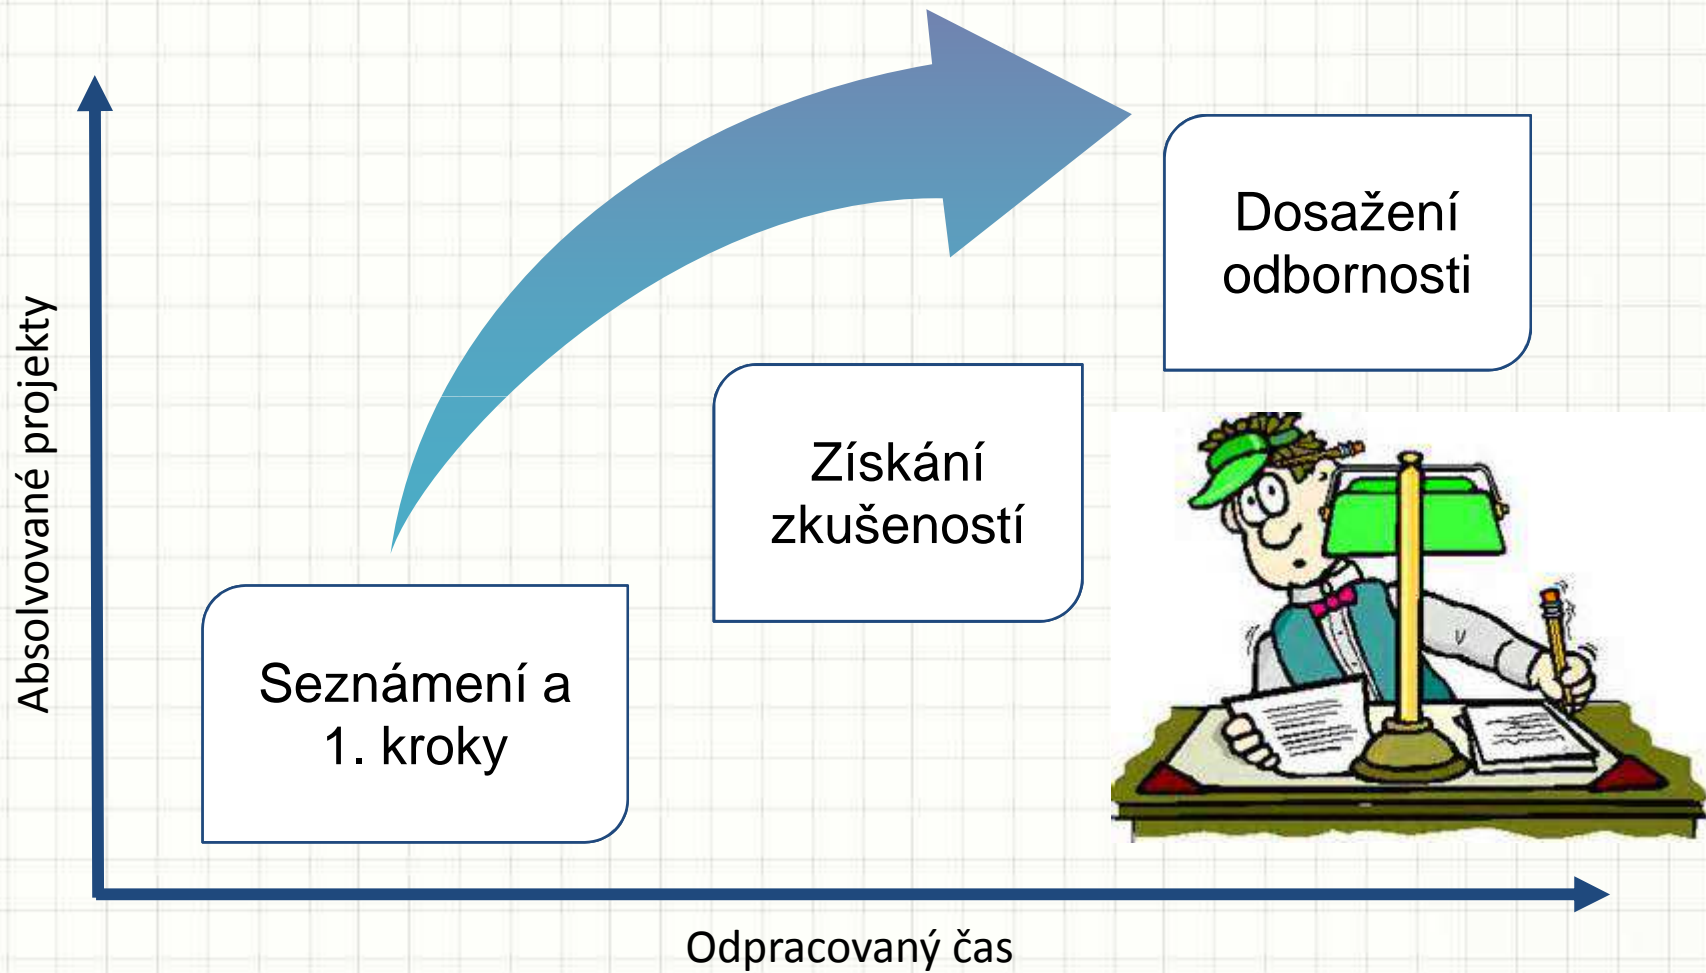 Absolvované projekty
Dosažení
odbornosti
Získání
zkušeností
Seznámení a
1. kroky
Odpracovaný čas